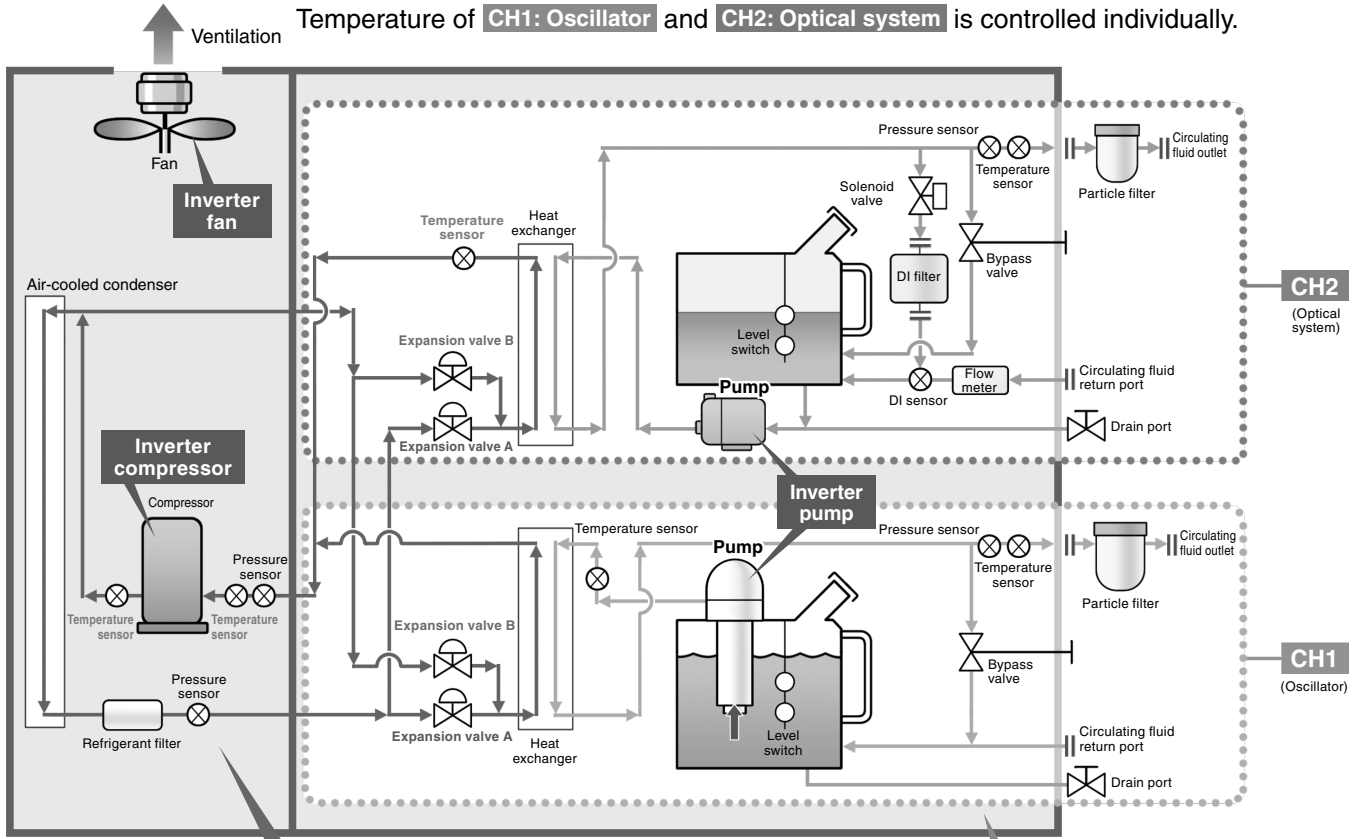 Temperature of CH1: Oscillator and CH2: Optical system is controlled individually.
Ventilation
Fan
Inverter
fan
Air-cooled condenser
Inverter
compressor
Compressor
Pressure
sensor
Temperature
sensor
Temperature
sensor
Pressure
sensor
Refrigerant filter
Temperature
sensor
Heat
exchanger
Expansion valve B
Expansion valve A
Pressure sensor
Temperature
sensor
Circulating
fluid outlet
Particle filter
Solenoid
valve
DI filter
Bypass
valve
Level
switch
Pump
DI sensor
Flow
meter
Circulating fluid
return port
Drain port
CH2
(Optical
system)
Inverter
pump
Temperature sensor
Pump
Pressure sensor
Temperature
sensor
Circulating
fluid outlet
Particle filter
Expansion valve B
Expansion valve A
Heat
exchanger
Level
switch
Bypass
valve
Circulating fluid
return port
Drain port
CH1
(Oscillator)